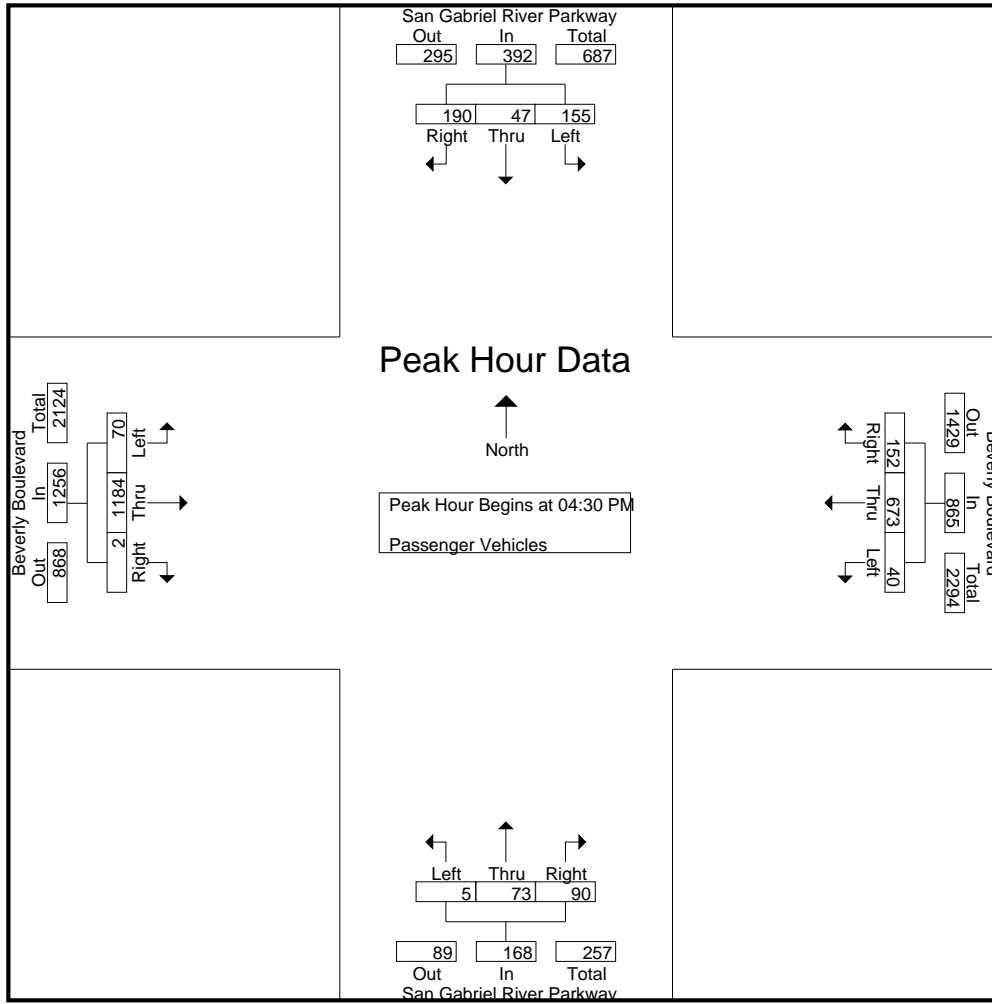 San Gabriel River Parkway
Out In Total
295 392 687
190 47 155
Right Thru Left
Peak Hour Data
North
Peak Hour Begins at 04:30 PM
Passenger Vehicles
Beverly Boulevard
Out In Total
868 1256 2124
70 1184 2
Left Thru Right
Beverly Boulevard
Out In Total
1429 865 2294
152 673 40
Right Thru Left
Left Thru Right
5 73 90
89 168 257
Out In Total
San Gabriel River Parkway